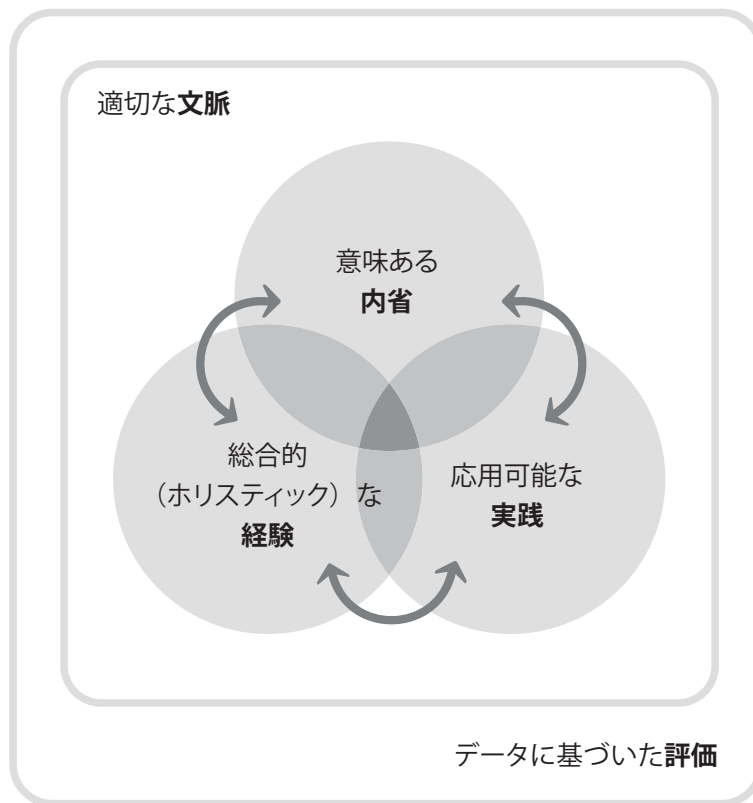 適切な文脈
意味ある
内省
総合的
（ホリスティック）な
経験
応用可能な
実践
データに基づいた評価